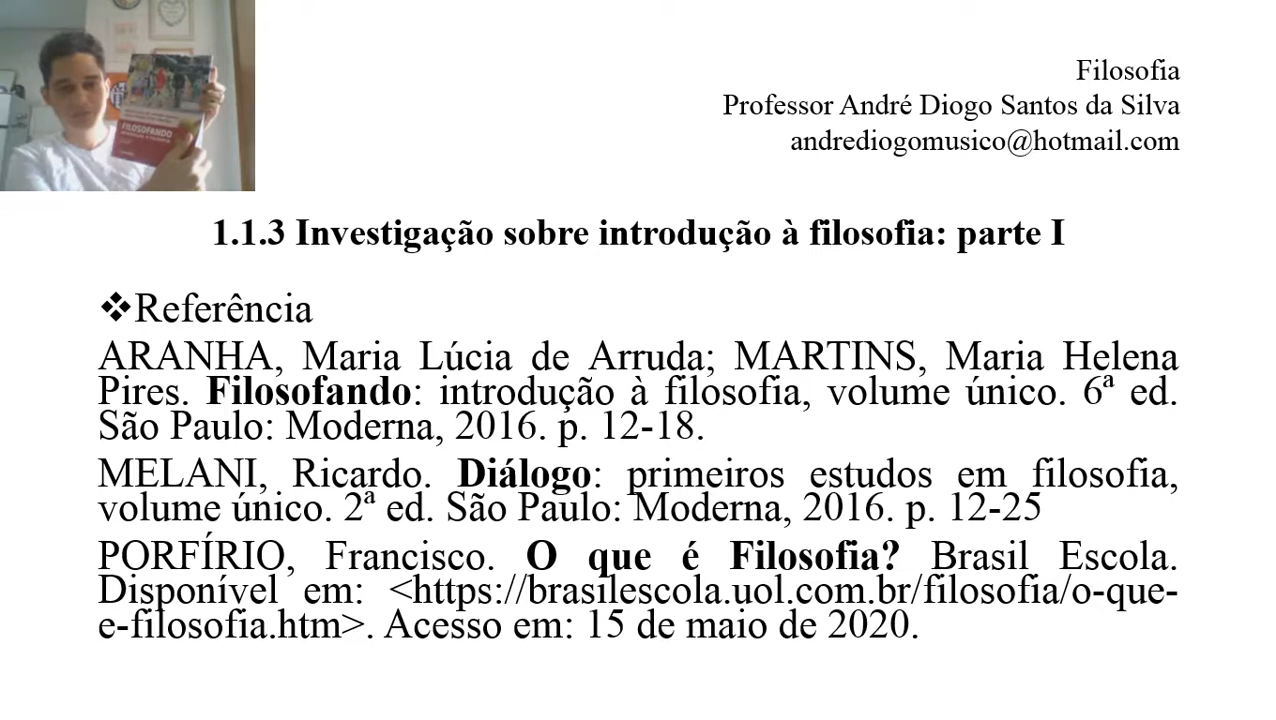 FILOSOFANDO
Filosofia
Professor André Diogo Santos da Silva
andrediogomusico@hotmail.com
1.1.3 Investigação sobre introdução à filosofia: parte I
❖Referência
ARANHA, Maria Lúcia de Arruda; MARTINS, Maria Helena
Pires. Filosofando: introdução à filosofia, volume único. 6ª ed.
São Paulo: Moderna, 2016. p. 12-18.
MELANI, Ricardo. Diálogo: primeiros estudos em filosofia,
volume único. 2ª ed. São Paulo: Moderna, 2016. p. 12-25
PORFÍRIO, Francisco. O que é Filosofia? Brasil Escola.
Disponível em: <https://brasilescola.uol.com.br/filosofia/o-que-
e-filosofia.htm>. Acesso em: 15 de maio de 2020.